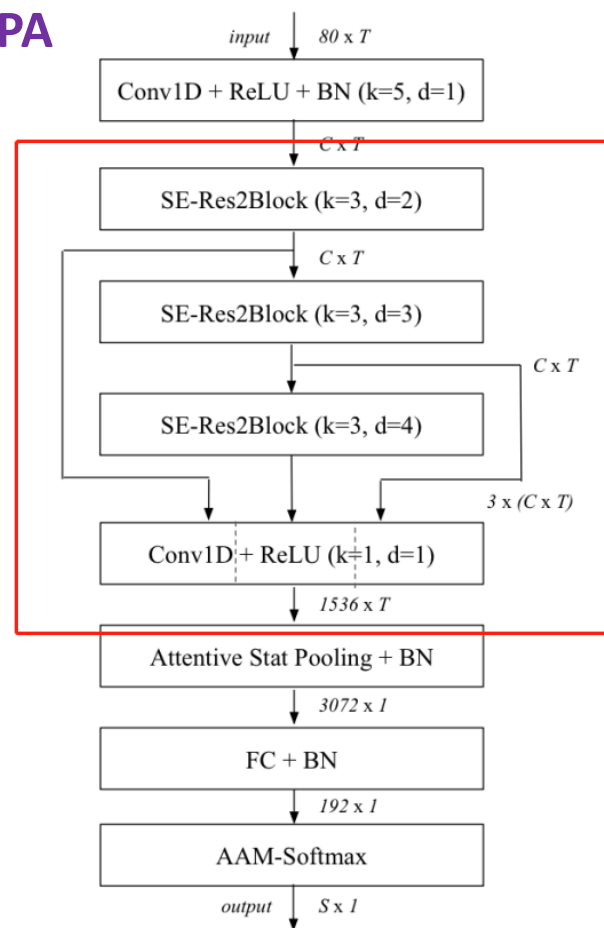 PA
input 80 x T
Conv1D + ReLU + BN (k=5, d=1)
C x T
SE-Res2Block (k=3, d=2)
C x T
SE-Res2Block (k=3, d=3)
C x T
SE-Res2Block (k=3, d=4)
3 x (C x T)
Conv1D + ReLU (k=1, d=1)
1536 x T
Attentive Stat Pooling + BN
3072 x 1
FC + BN
192 x 1
AAM-Softmax
output S x 1